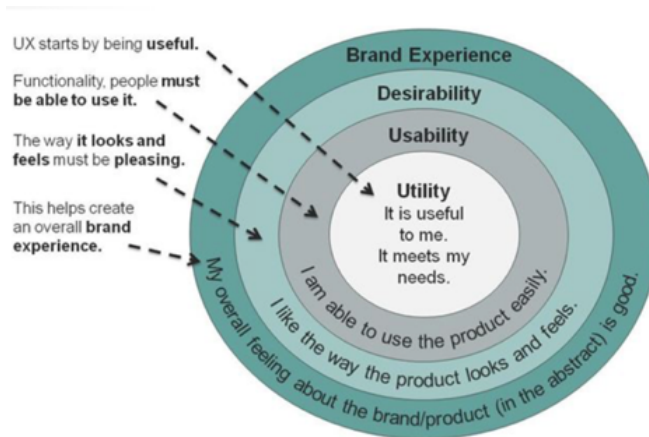 UX starts by being useful.
Functionality, people must
be able to use it.
The way it looks and
feels must be pleasing.
This helps create
an overall brand
experience.
Brand Experience
Desirability
Usability
Utility
It is useful
to me.
It meets my
needs.
I am able to use the product easily.
I like the way the product looks and feels.
My overall feeling about the brand/product (in the abstract) is good.